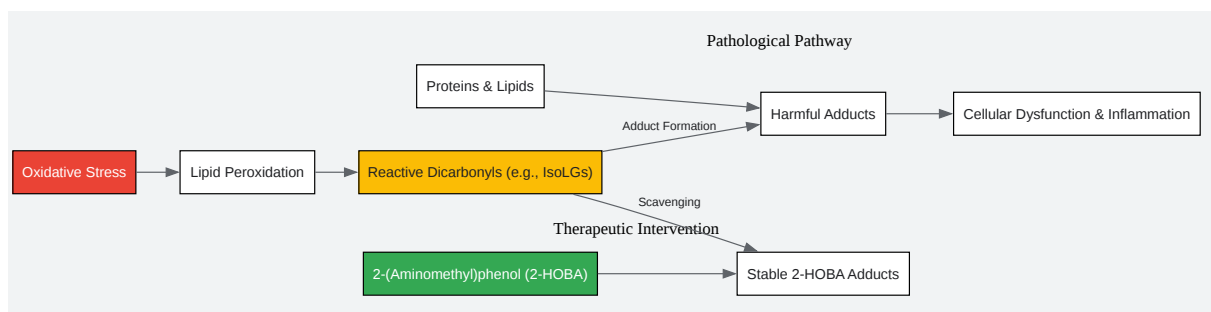 Pathological Pathway
Proteins & Lipids
Harmful Adducts
Cellular Dysfunction & Inflammation
Adduct Formation
Oxidative Stress
Lipid Peroxidation
Reactive Dicarbonyls (e.g., IsoLGs)
Scavenging
Therapeutic Intervention
2-(Aminomethyl)phenol (2-HOBA)
Stable 2-HOBA Adducts